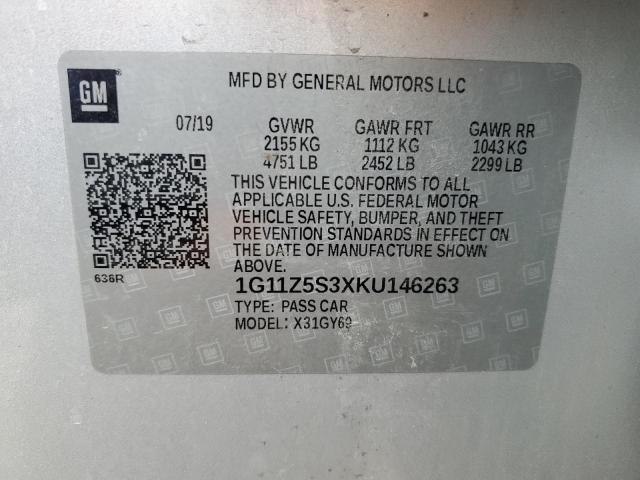 GM
MFD BY GENERAL MOTORS LLC
07/19 GVWR GAWR FRT GAWR RR
2155 KG 1112 KG 1043 KG
4751 LB 2452 LB 2299 LB
THIS VEHICLE CONFORMS TO ALL
APPLICABLE U.S. FEDERAL MOTOR
VEHICLE SAFETY, BUMPER, AND THEFT
PREVENTION STANDARDS IN EFFECT ON
THE DATE OF MANUFACTURE SHOWN
ABOVE.
636R
1G11Z5S3XKU146263
TYPE: PASS CAR
MODEL: X31GY69